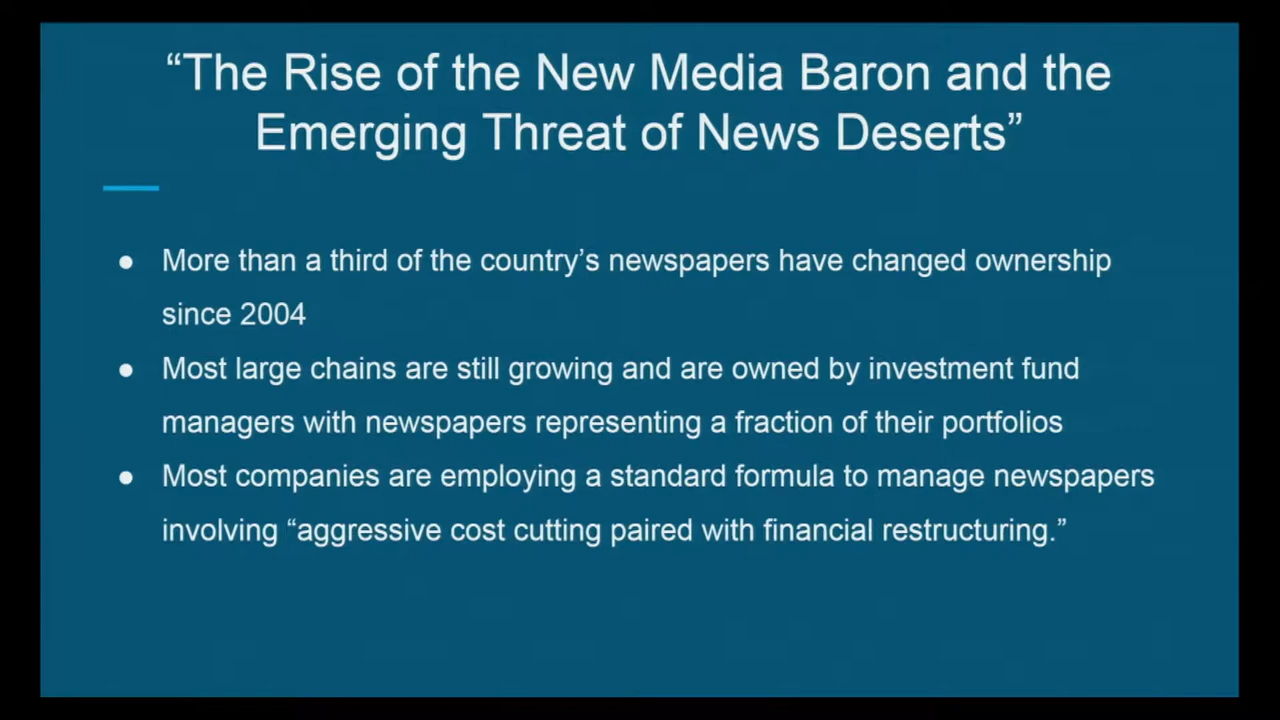 “The Rise of the New Media Baron and the
Emerging Threat of News Deserts”
● More than a third of the country’s newspapers have changed ownership
since 2004
● Most large chains are still growing and are owned by investment fund
managers with newspapers representing a fraction of their portfolios
● Most companies are employing a standard formula to manage newspapers
involving “aggressive cost cutting paired with financial restructuring.”